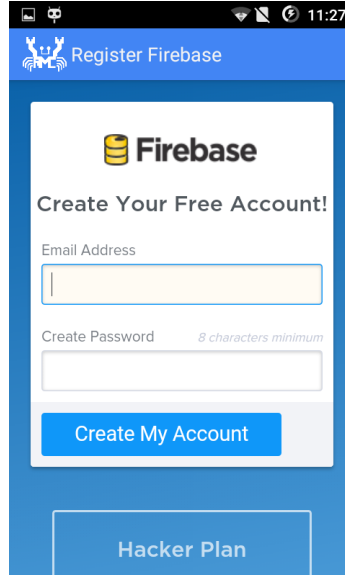 11:27
RMC
Register Firebase
Firebase
Create Your Free Account!
Email Address
Create Password 8 characters minimum
Create My Account
Hacker Plan